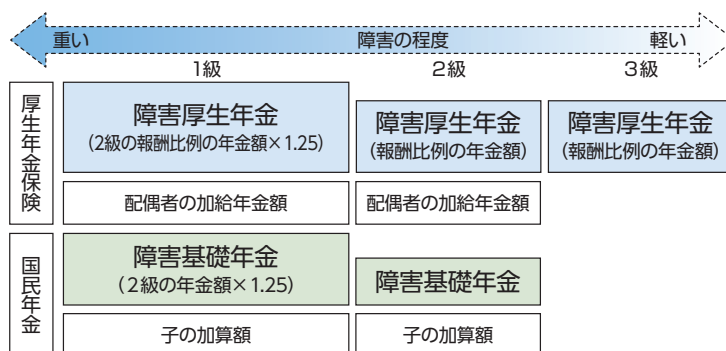 重い 障害の程度 軽い
1級 2級 3級
厚生年金保険
障害厚生年金
(2級の報酬比例の年金額×1.25)
障害厚生年金
(報酬比例の年金額)
障害厚生年金
(報酬比例の年金額)
配偶者の加給年金額
配偶者の加給年金額
国民年金
障害基礎年金
(2級の年金額×1.25)
障害基礎年金
子の加算額
子の加算額